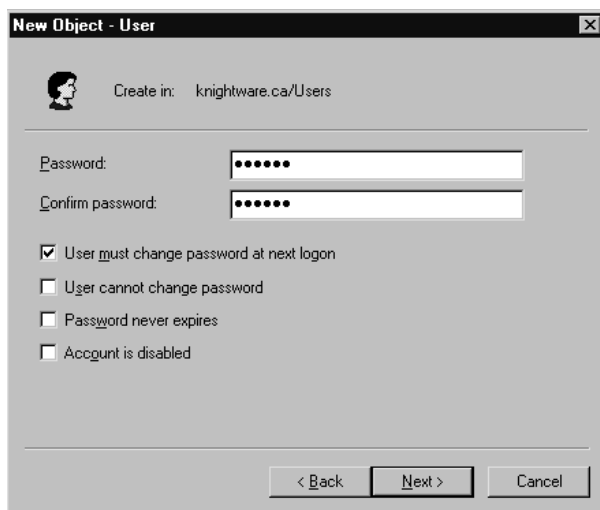 New Object - User
Create in: knightware.ca/Users
Password: ●●●●●●
Confirm password: ●●●●●●
User must change password at next logon
User cannot change password
Password never expires
Account is disabled
< Back Next > Cancel